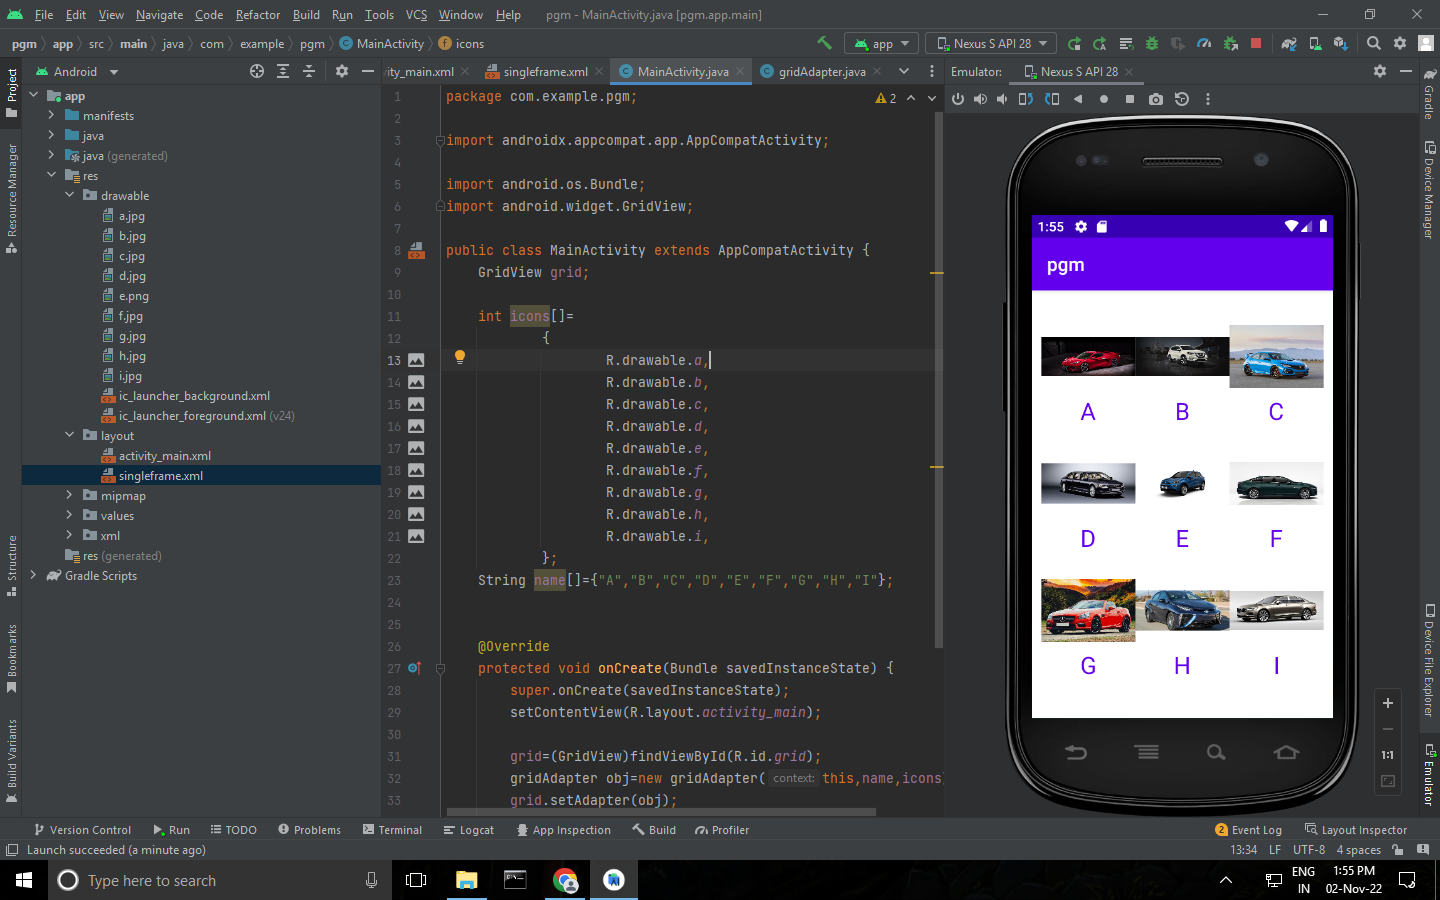 File Edit View Navigate Code Refactor Build Run Tools VCS Window Help pgm - MainActivity.java [pgm.app.main]
pgm app src main java com example pgm MainActivity icons app Nexus S API 28
Project
Android
ity_main.xml singleframe.xml MainActivity.java gridAdapter.java
Emulator: Nexus S API 28
app
manifests
java
java (generated)
res
drawable
a.jpg
b.jpg
c.jpg
d.jpg
e.png
f.jpg
g.jpg
h.jpg
i.jpg
ic_launcher_background.xml
ic_launcher_foreground.xml (v24)
layout
activity_main.xml
singleframe.xml
mipmap
values
xml
res (generated)
Gradle Scripts
Resource Manager
Structure
Bookmarks
Build Variants
2
1 package com.example.pgm;
2
3 import androidx.appcompat.app.AppCompatActivity;
4
5 import android.os.Bundle;
6 import android.widget.GridView;
7
8 public class MainActivity extends AppCompatActivity {
9 GridView grid;
10
11 int icons[]=
12 {
13 R.drawable.a,
14 R.drawable.b,
15 R.drawable.c,
16 R.drawable.d,
17 R.drawable.e,
18 R.drawable.f,
19 R.drawable.g,
20 R.drawable.h,
21 R.drawable.i,
22 };
23 String name[]={"A","B","C","D","E","F","G","H","I"};
24
25
26 @Override
27 protected void onCreate(Bundle savedInstanceState) {
28 super.onCreate(savedInstanceState);
29 setContentView(R.layout.activity_main);
30
31 grid=(GridView)findViewById(R.id.grid);
32 gridAdapter obj=new gridAdapter( context: this,name,icons)
33 grid.setAdapter(obj);
1:55
pgm
A B C
D E F
G H I
1:1
Gradle
Device Manager
Device File Explorer
Emulator
Version Control Run TODO Problems Terminal Logcat App Inspection Build Profiler 2 Event Log Layout Inspector
Launch succeeded (a minute ago) 13:34 LF UTF-8 4 spaces
Type here to search
ENG
IN
1:55 PM
02-Nov-22